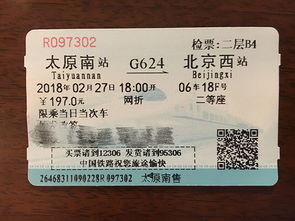 R097302
检票:二层B4
太原南站 G624 北京西站
Taiyuannan Beijingxi
2018年02月27日18:00开 06车18F号
¥197.0元 网折 二等座
限乘当日当次车
买票请到12306 发货请到95306
中国铁路祝您旅途愉快
26468311090228R097302 太原南售